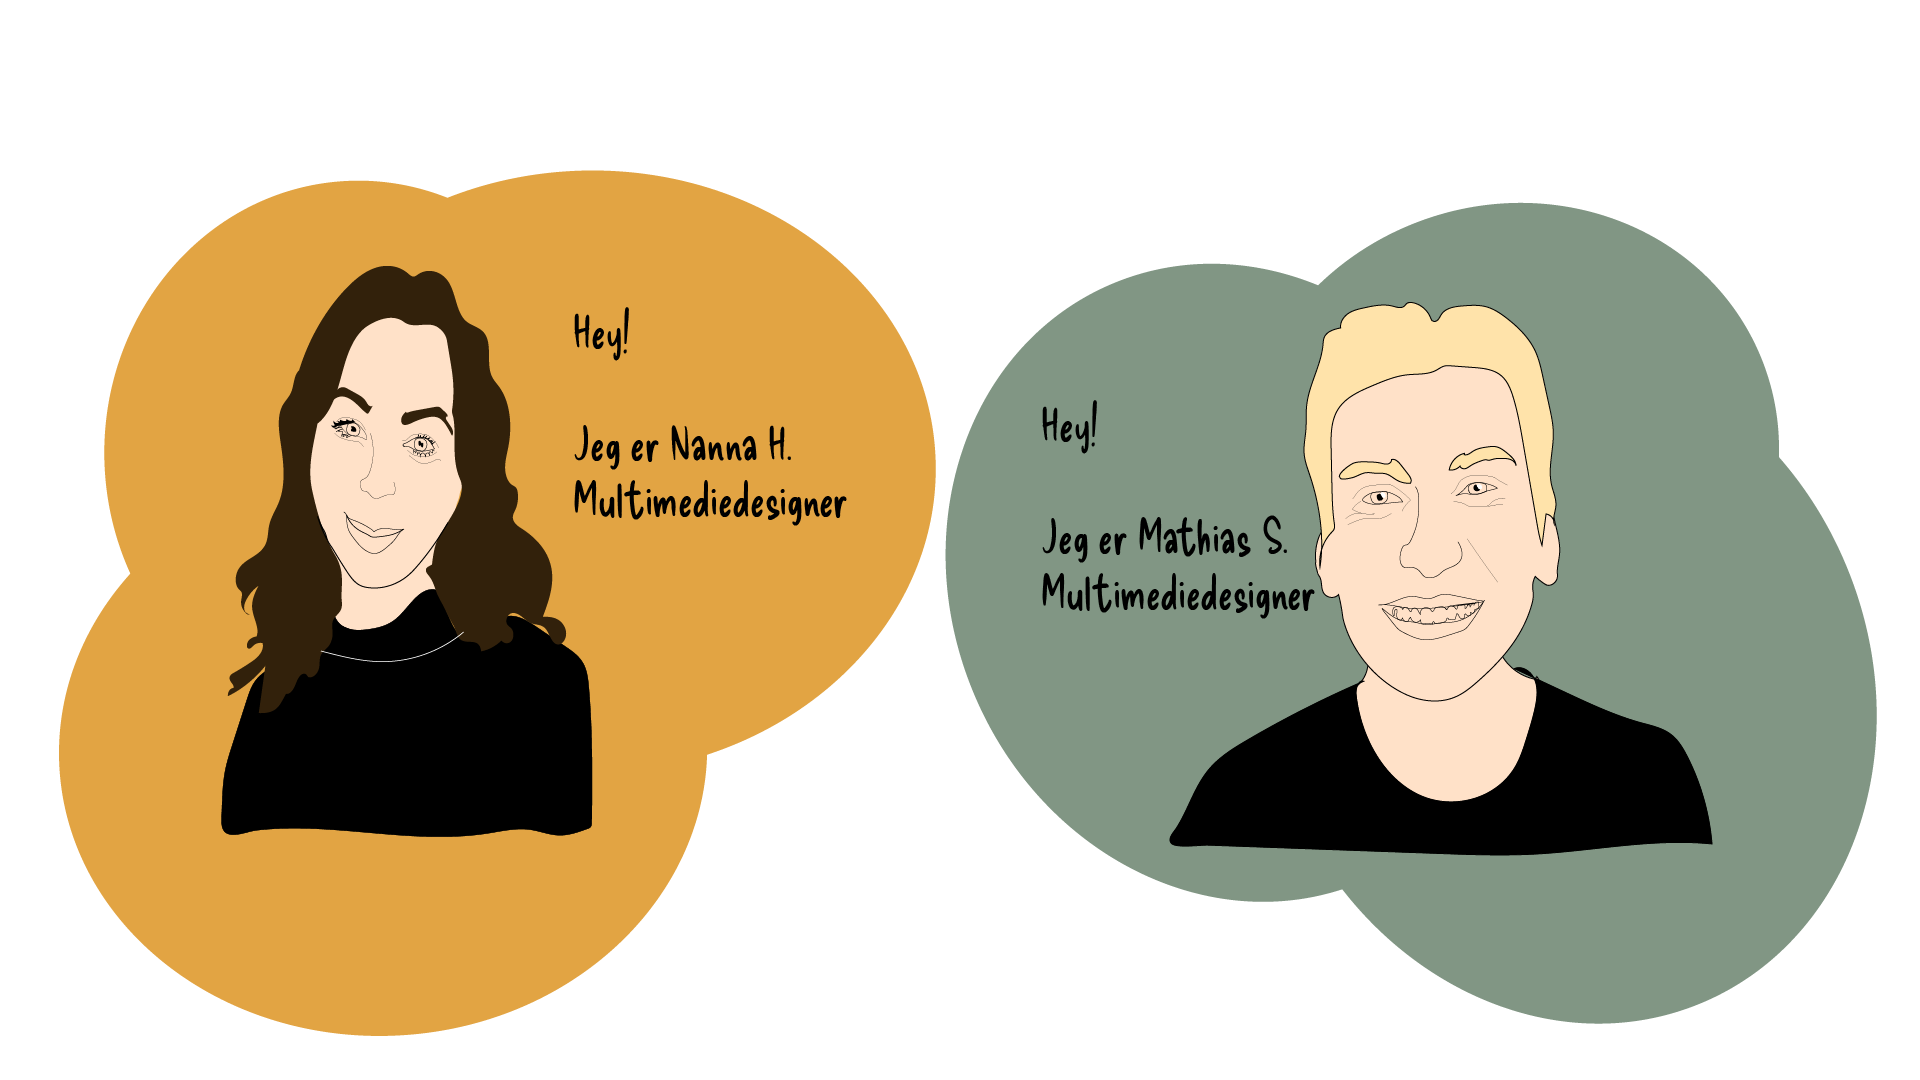 Hey!
Jeg er Nanna H.
Multimediedesigner
Hey!
Jeg er Mathias S.
Multimediedesigner